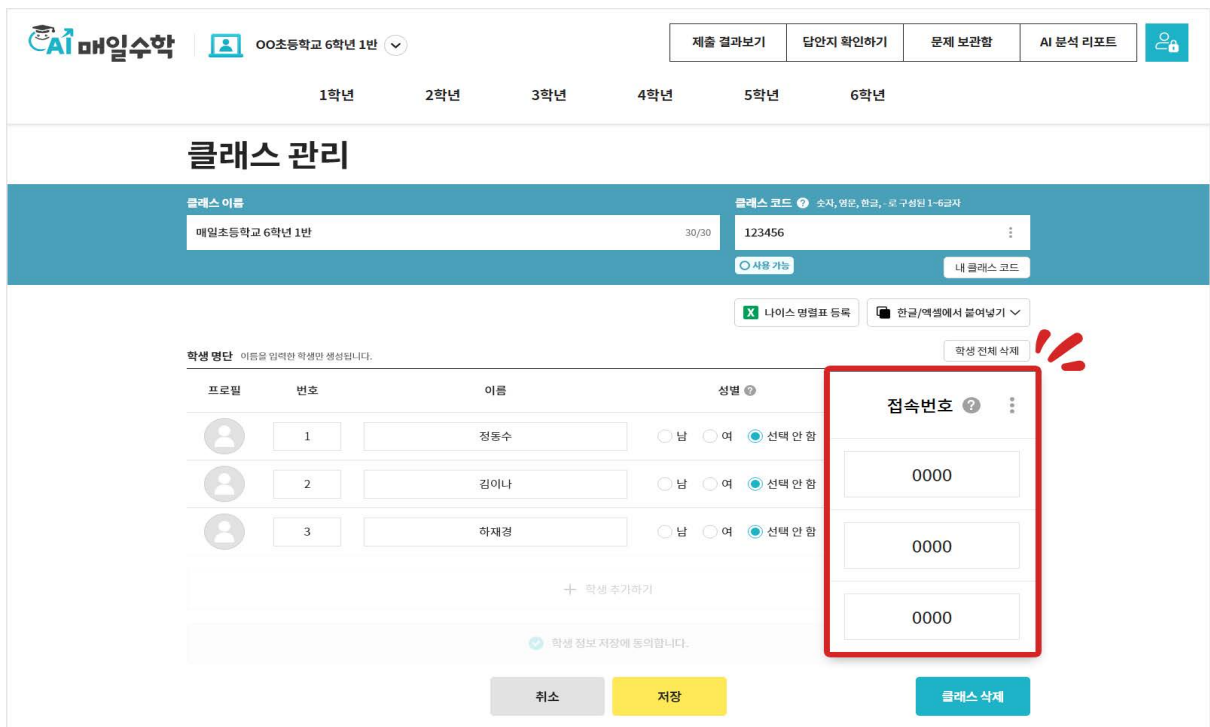 AI 매일수학
OO초등학교 6학년 1반
제출 결과보기 답안지 확인하기 문제 보관함 AI 분석 리포트
1학년 2학년 3학년 4학년 5학년 6학년
클래스 관리
클래스 이름
클래스 코드 ? 숫자, 영문, 한글, -로 구성된 1~6글자
매일초등학교 6학년 1반 30/30
123456
사용 가능
내 클래스 코드
X 나이스 명렬표 등록
한글/엑셀에서 붙여넣기
학생 명단 이름을 입력한 학생만 생성됩니다.
학생 전체 삭제
프로필 번호 이름 성별 ? 접속번호 ?
1 정동수 남 여 선택 안 함 0000
2 김이나 남 여 선택 안 함 0000
3 하재경 남 여 선택 안 함 0000
+ 학생 추가하기
학생 정보 저장에 동의합니다.
취소 저장 클래스 삭제